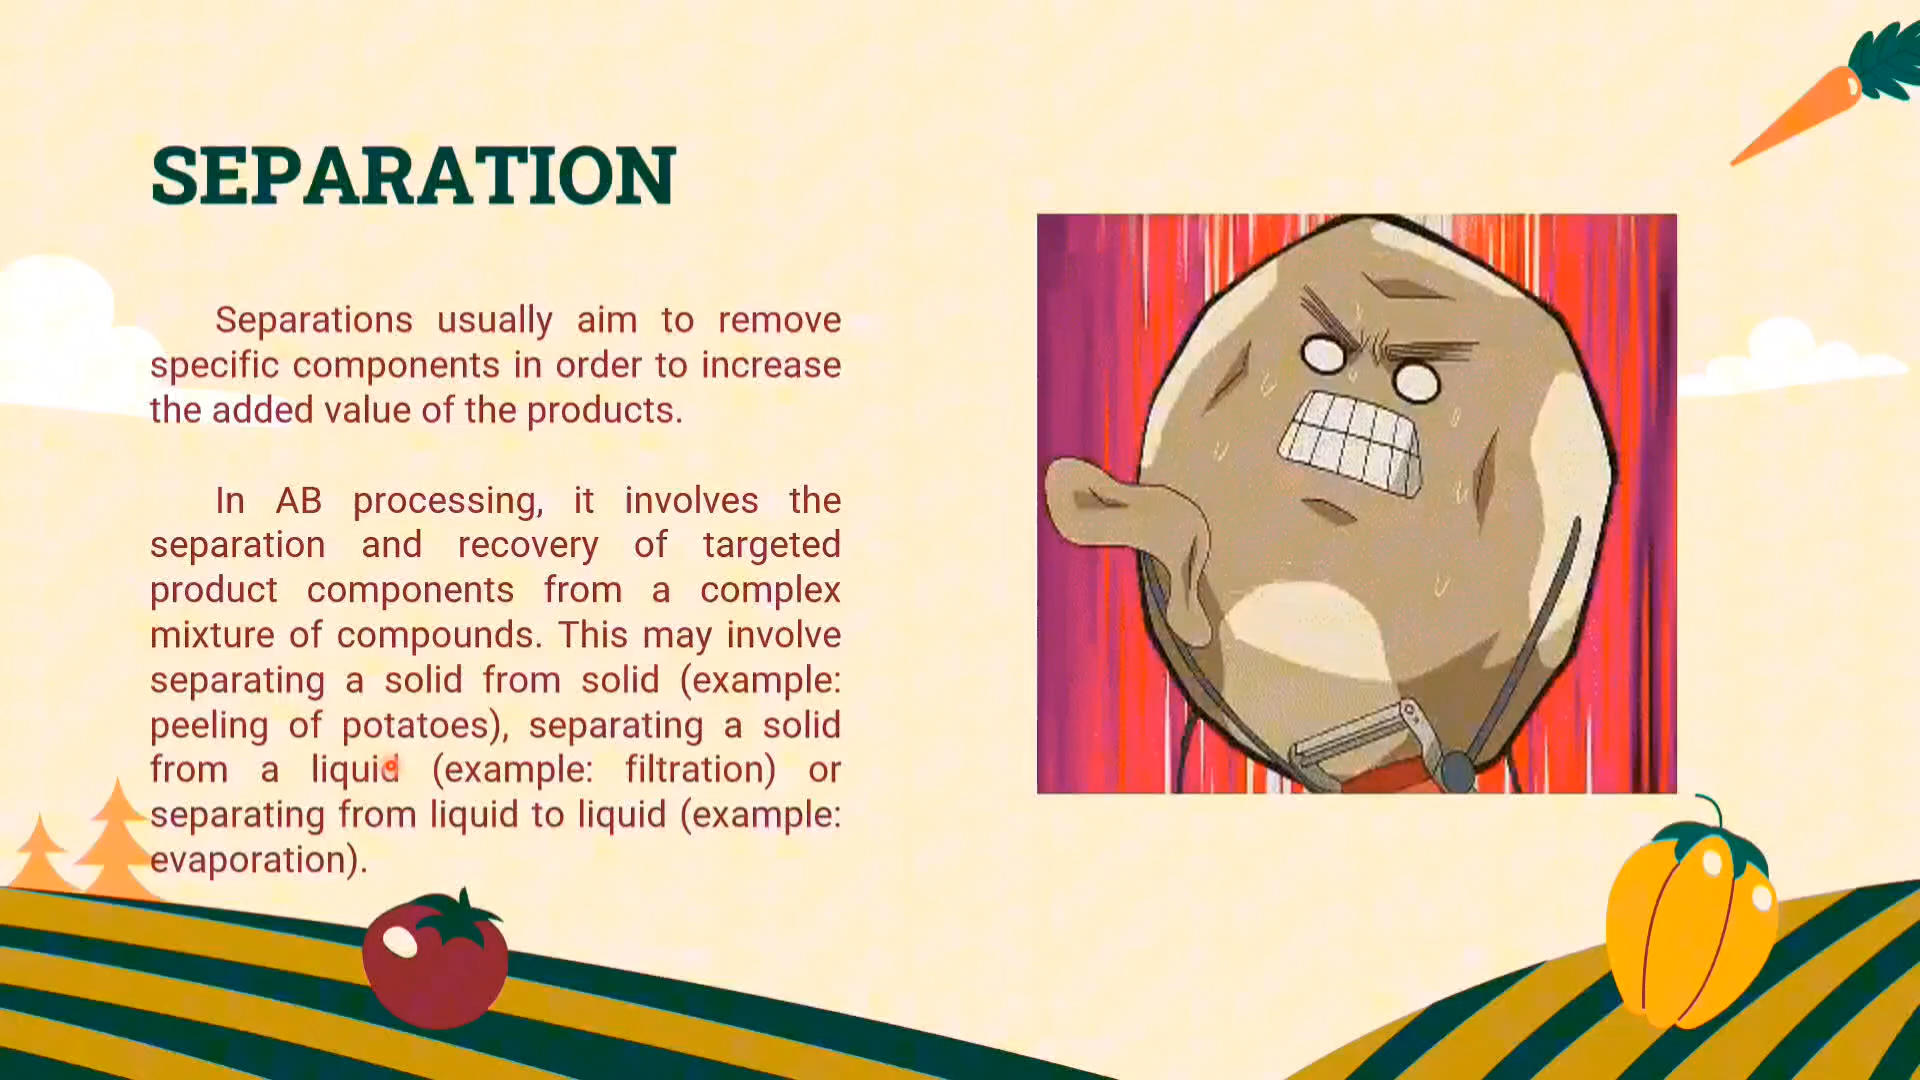 SEPARATION
Separations usually aim to remove
specific components in order to increase
the added value of the products.
In AB processing, it involves the
separation and recovery of targeted
product components from a complex
mixture of compounds. This may involve
separating a solid from solid (example:
peeling of potatoes), separating a solid
from a liquid (example: filtration) or
separating from liquid to liquid (example:
evaporation).